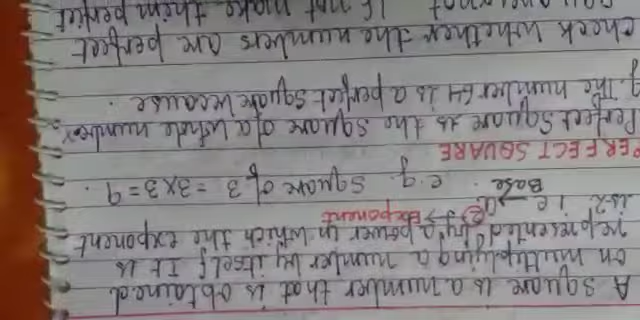 A square is a number that is obtained
on multiplying a number by itself It is
represented by a power in which the exponent
is 2 i.e a² → Exponent
Base. e.g. square of 3 = 3x3 = 9.
PERFECT SQUARE
Perfect Square is the square of a whole number.
g. The number 64 is a perfect square because.
check whether the numbers are perfect
if not make them perfect